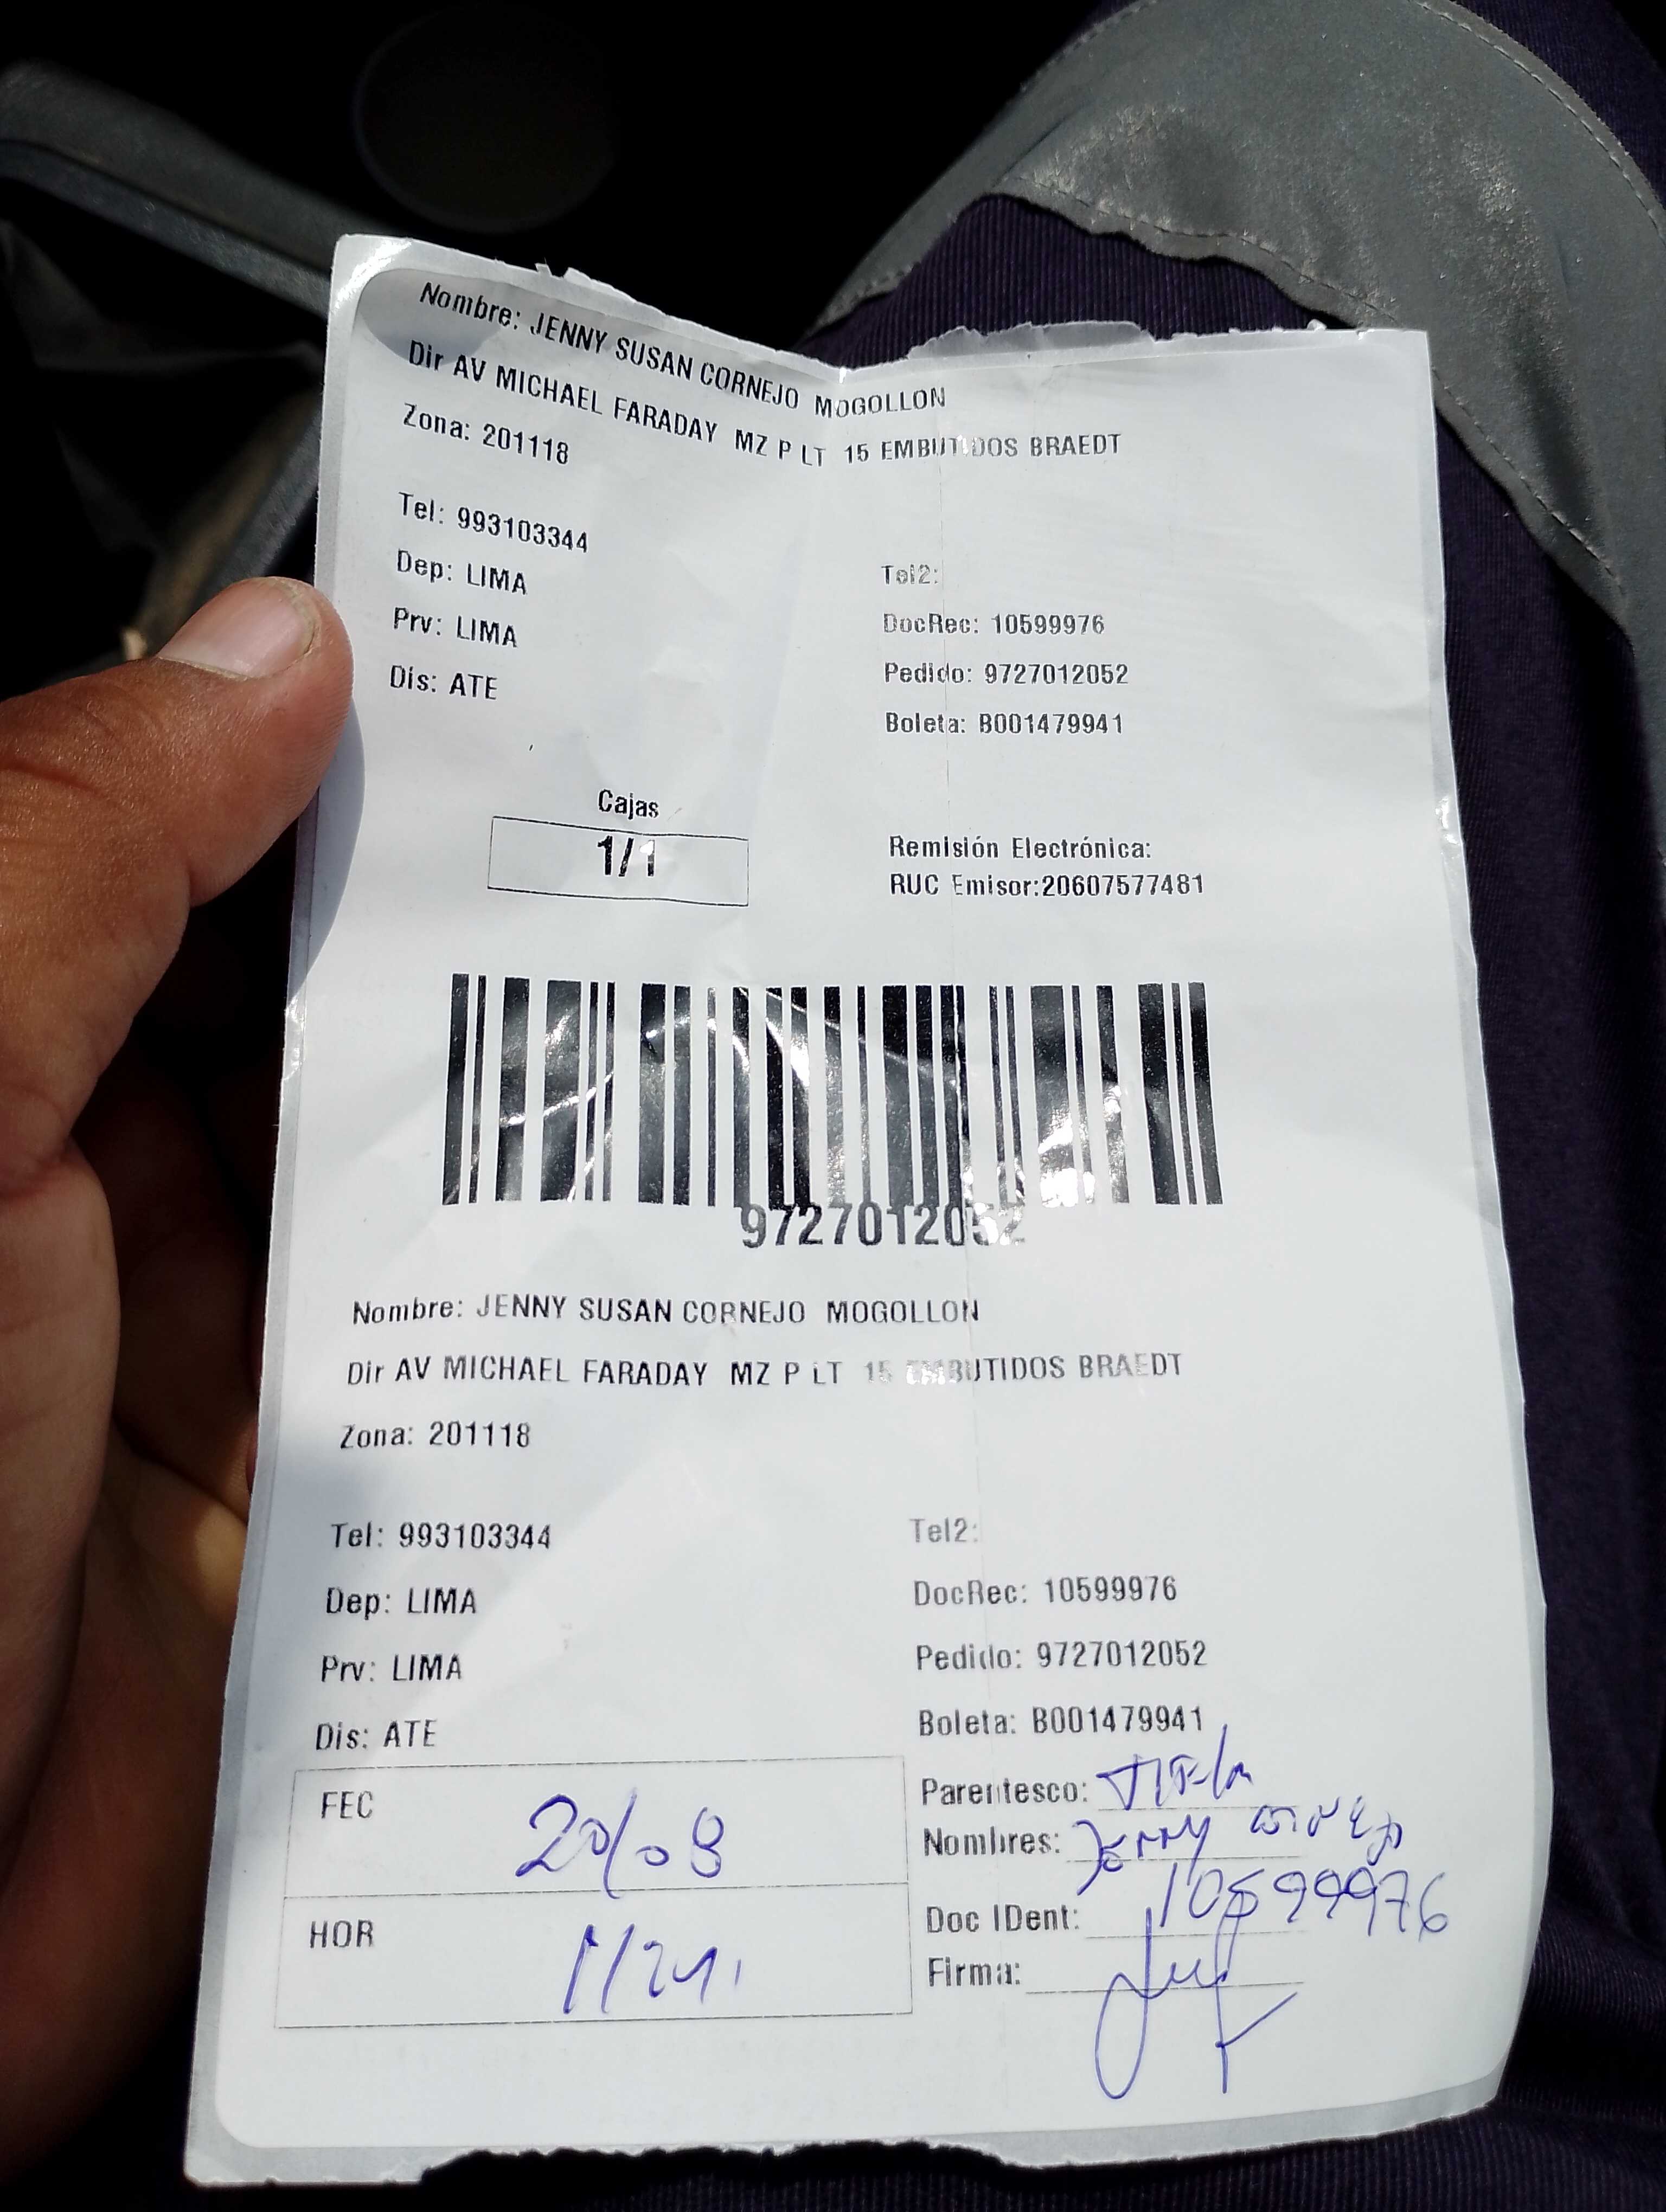 Nombre: JENNY SUSAN CORNEJO MOGOLLON
Dir AV MICHAEL FARADAY MZ P LT 15 EMBUTIDOS BRAEDT
Zona: 201118
Tel: 993103344
Tel2:
Dep: LIMA
DocRec: 10599976
Prv: LIMA
Pedido: 9727012052
Dis: ATE
Boleta: B001479941
Cajas
1/1
Remisión Electrónica:
RUC Emisor:20607577481
9727012052
Nombre: JENNY SUSAN CORNEJO MOGOLLON
Dir AV MICHAEL FARADAY MZ P LT 15 EMBUTIDOS BRAEDT
Zona: 201118
Tel: 993103344
Tel2:
Dep: LIMA
DocRec: 10599976
Prv: LIMA
Pedido: 9727012052
Dis: ATE
Boleta: B001479941
FEC 20/08
Parentesco:
Nombres: Jenny Cornejo
HOR
Doc IDent: 10599976
Firma: